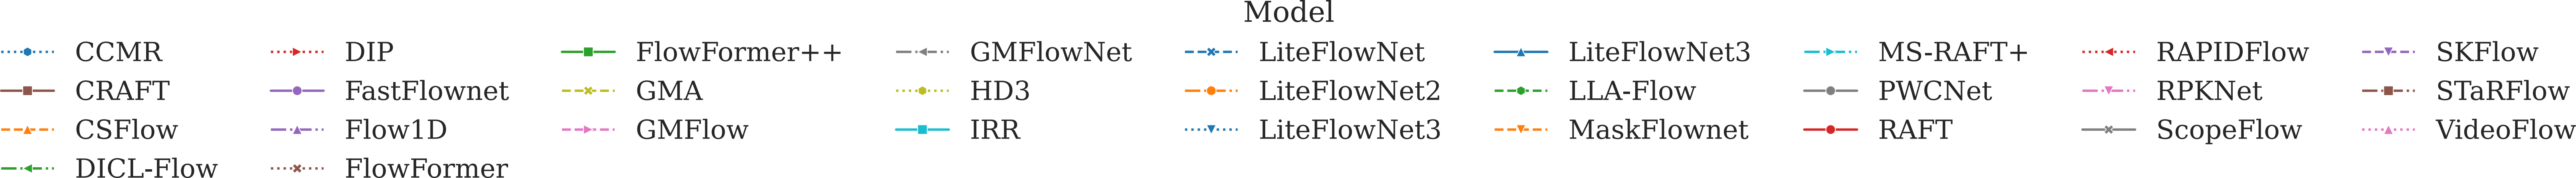 Model
CCMR DIP FlowFormer++ GMFlowNet LiteFlowNet LiteFlowNet3 MS-RAFT+ RAPIDFlow SKFlow
CRAFT FastFlownet GMA HD3 LiteFlowNet2 LLA-Flow PWCNet RPKNet STaRFlow
CSFlow Flow1D GMFlow IRR LiteFlowNet3 MaskFlownet RAFT ScopeFlow VideoFlow
DICL-Flow FlowFormer